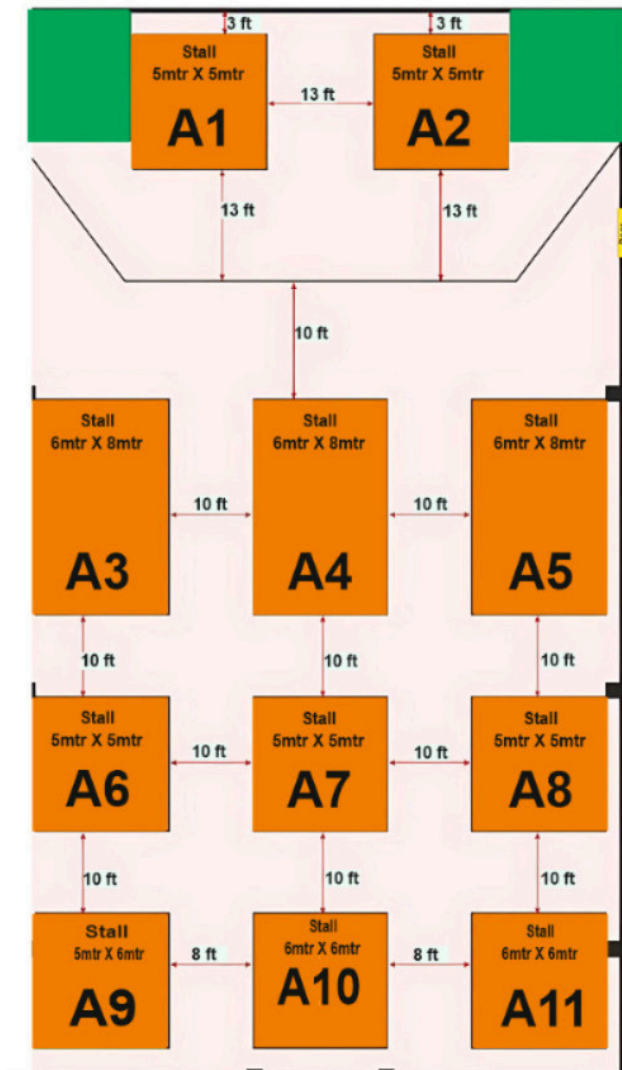 3 ft
3 ft
Stall
5mtr X 5mtr
A1
13 ft
Stall
5mtr X 5mtr
A2
13 ft
13 ft
10 ft
Stall
6mtr X 8mtr
A3
10 ft
Stall
6mtr X 8mtr
A4
10 ft
Stall
6mtr X 8mtr
A5
10 ft
10 ft
10 ft
Stall
5mtr X 5mtr
A6
10 ft
Stall
5mtr X 5mtr
A7
10 ft
Stall
5mtr X 5mtr
A8
10 ft
10 ft
10 ft
Stall
5mtr X 6mtr
A9
8 ft
Stall
6mtr X 6mtr
A10
8 ft
Stall
6mtr X 6mtr
A11